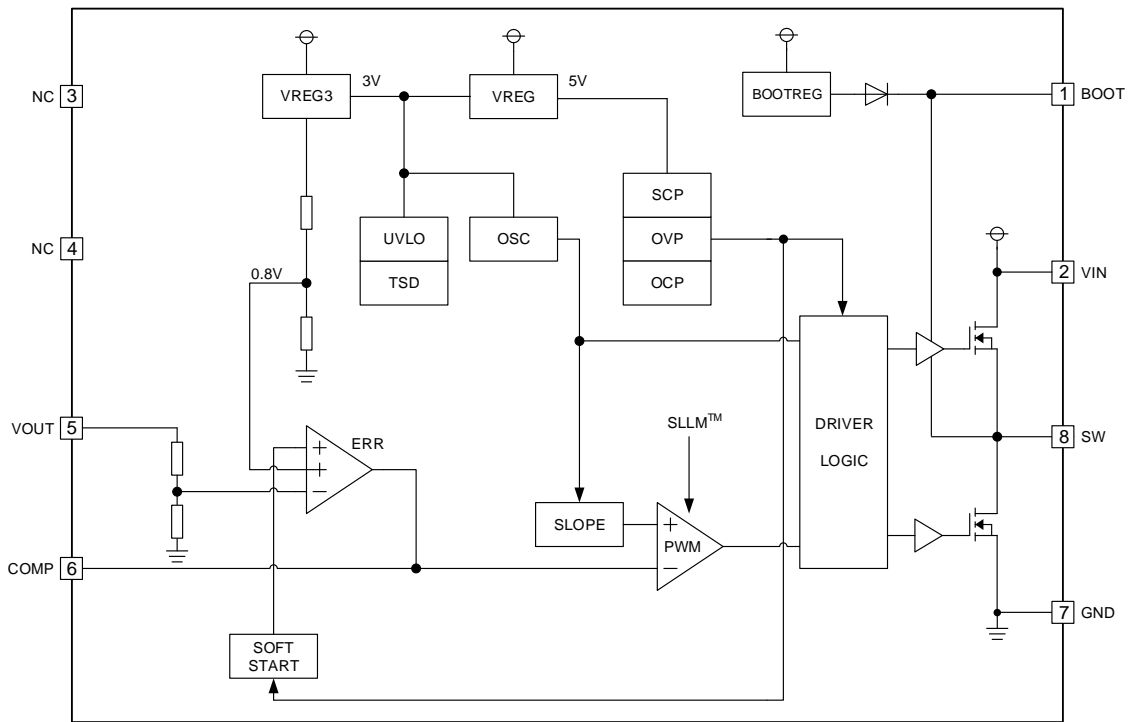 VREG3
3V
VREG
5V
BOOTREG
NC 3
1 BOOT
SCP
OVP
OCP
UVLO
TSD
OSC
NC 4
0.8V
2 VIN
DRIVER
LOGIC
VOUT 5
ERR
+
+
−
SLLM™
8 SW
SLOPE
+
PWM
−
COMP 6
7 GND
SOFT
START